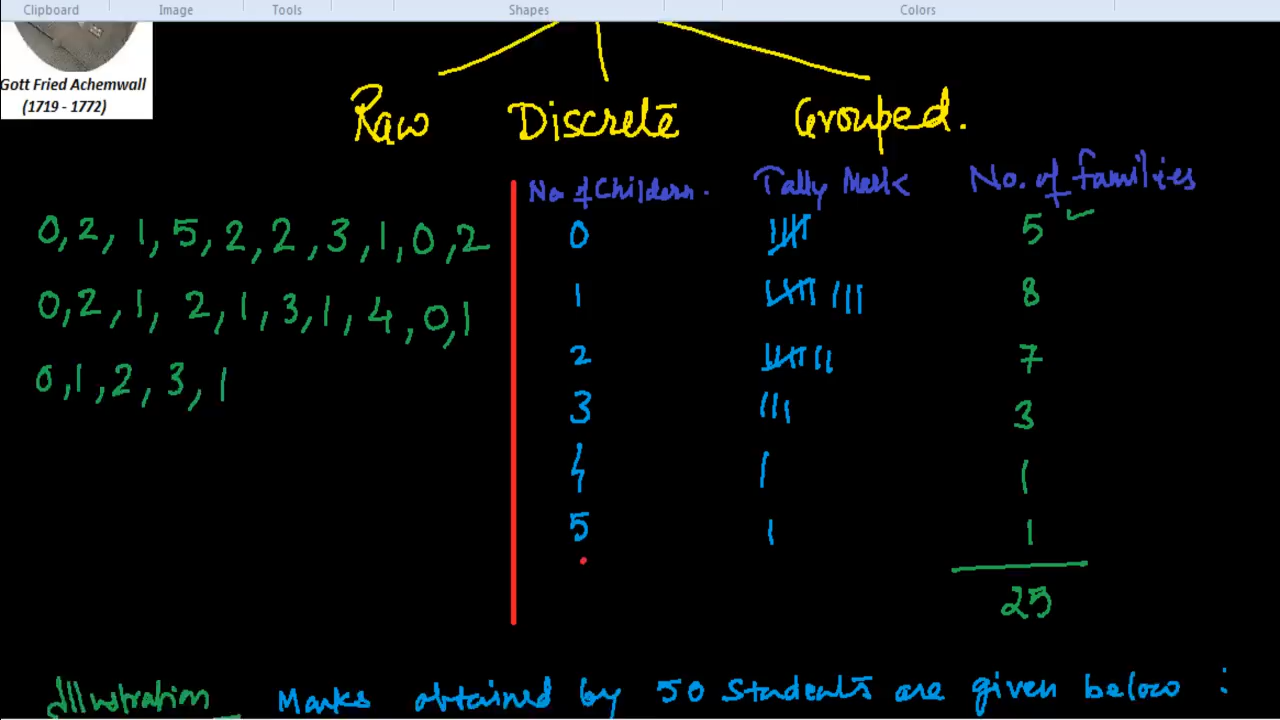 Clipboard Image Tools Shapes Colors
Gott Fried Achemwall
(1719 - 1772)
Raw Discrete Grouped.
No of Childern. Tally Mark No. of families
0, 2, 1, 5, 2, 2, 3, 1, 0, 2
0, 2, 1, 2, 1, 3, 1, 4, 0, 1
0, 1, 2, 3, 1
0 5
1 8
2 7
3 3
4 1
5 1
25
Illustration Marks obtained by 50 Students are given below :